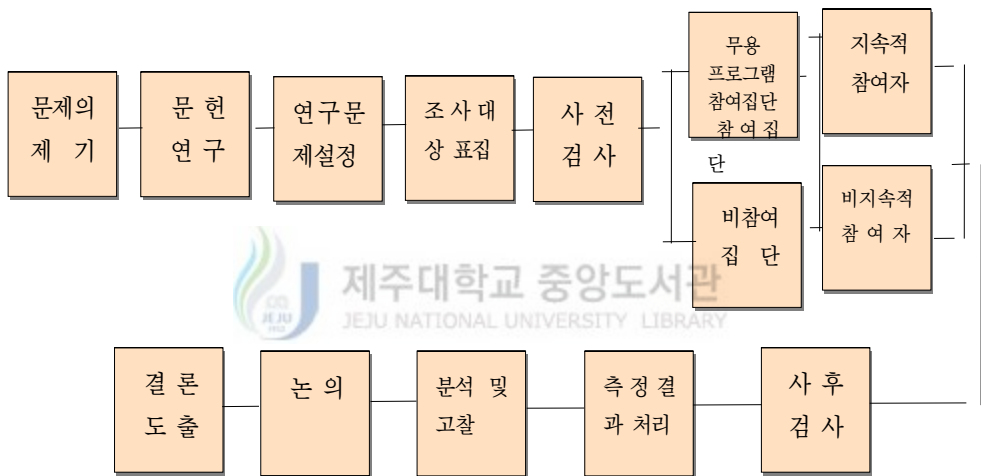 문제의
제 기
문 헌
연 구
연구문
제설정
조 사 대
상 표집
사 전
검 사
무용
프로그램
참여집단
참 여 집
단
비참여
집 단
지속적
참여자
비지속적
참 여 자
제주대학교 중앙도서관
JEJU NATIONAL UNIVERSITY LIBRARY
JEJU
1952
결 론
도 출
논 의
분석 및
고찰
측 정 결
과 처리
사 후
검 사